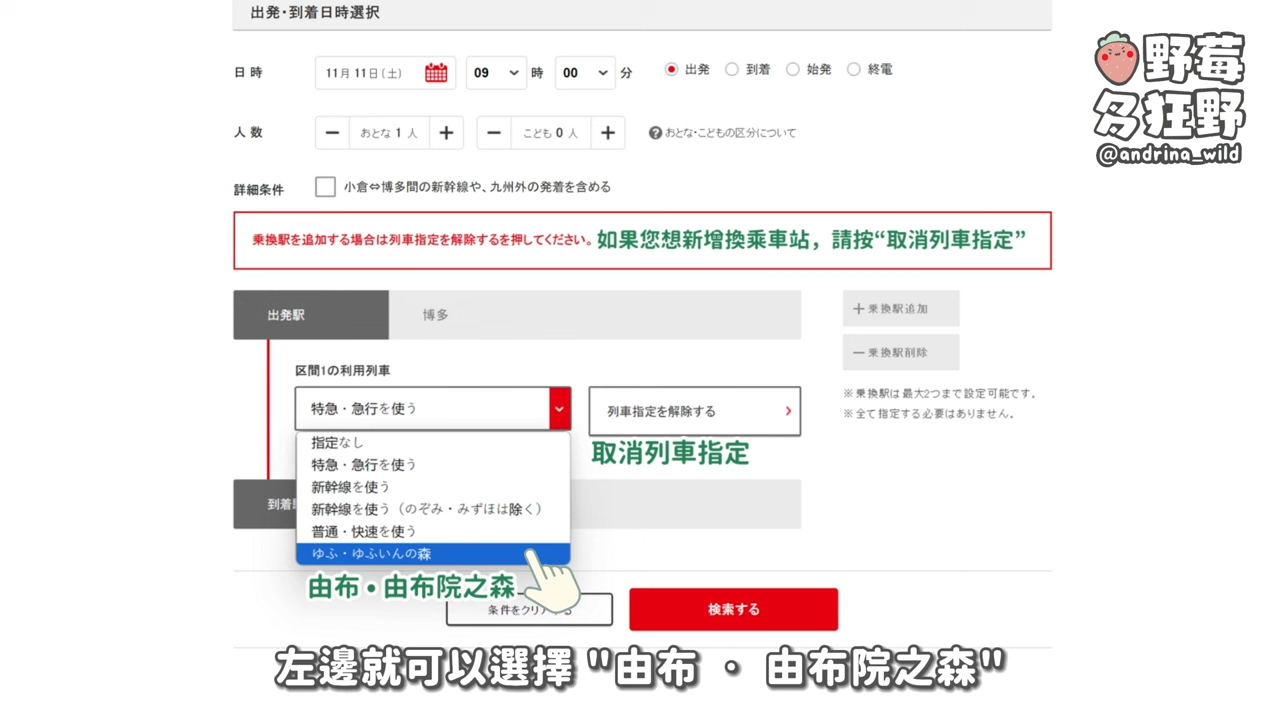 出発・到着日時選択
野莓
多狂野
@andrina_wild
日時
11月11日(土)
09
時
00
分
出発
到着
始発
終電
人数
おとな 1 人
こども 0 人
おとな・こどもの区分について
詳細条件
小倉⇔博多間の新幹線や、九州外の発着を含める
乗換駅を追加する場合は列車指定を解除するを押してください。
如果您想新增換乘車站，請按“取消列車指定”
出発駅
博多
乗換駅追加
乗換駅削除
※乗換駅は最大2つまで設定可能です。
※全て指定する必要はありません。
区間1の利用列車
特急・急行を使う
列車指定を解除する
取消列車指定
指定なし
特急・急行を使う
新幹線を使う
新幹線を使う（のぞみ・みずほは除く）
普通・快速を使う
ゆふ・ゆふいんの森
到着
由布・由布院之森
条件をクリアする
検索する
左邊就可以選擇 "由布 ・ 由布院之森"